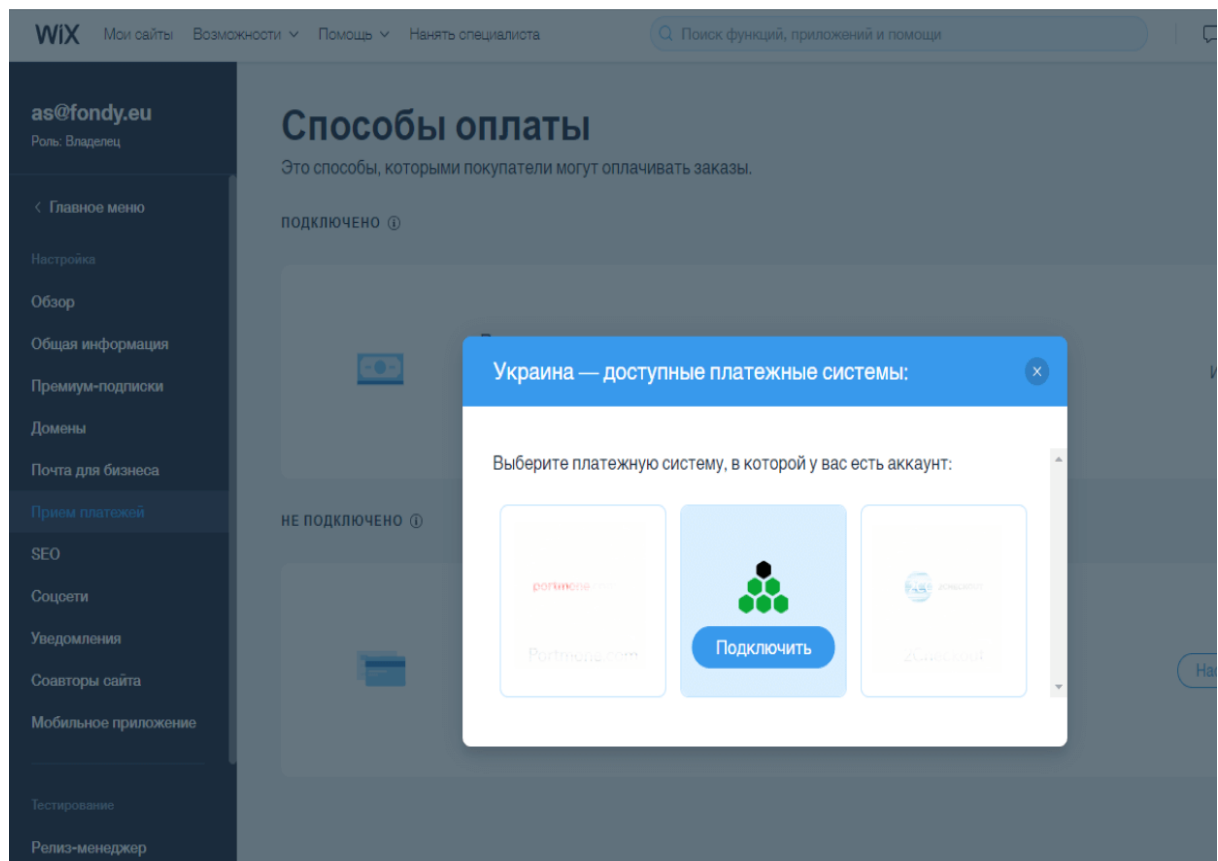 WiX Мои сайты Возможности Помощь Нанять специалиста Поиск функций, приложений и помощи
as@fondy.eu
Роль: Владелец
Главное меню
Настройка
Обзор
Общая информация
Премиум-подписки
Домены
Почта для бизнеса
Прием платежей
SEO
Соцсети
Уведомления
Соавторы сайта
Мобильное приложение
Тестирование
Релиз-менеджер
Способы оплаты
Это способы, которыми покупатели могут оплачивать заказы.
ПОДКЛЮЧЕНО
НЕ ПОДКЛЮЧЕНО
Украина — доступные платежные системы:
Выберите платежную систему, в которой у вас есть аккаунт:
portmone
Portmone.com
Подключить
2Checkout